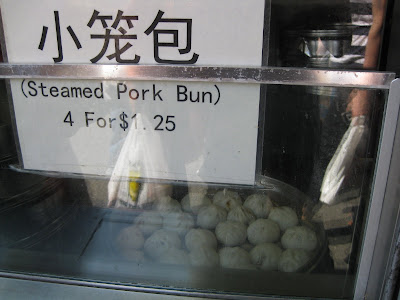 小笼包
(Steamed Pork Bun)
4 For$1.25